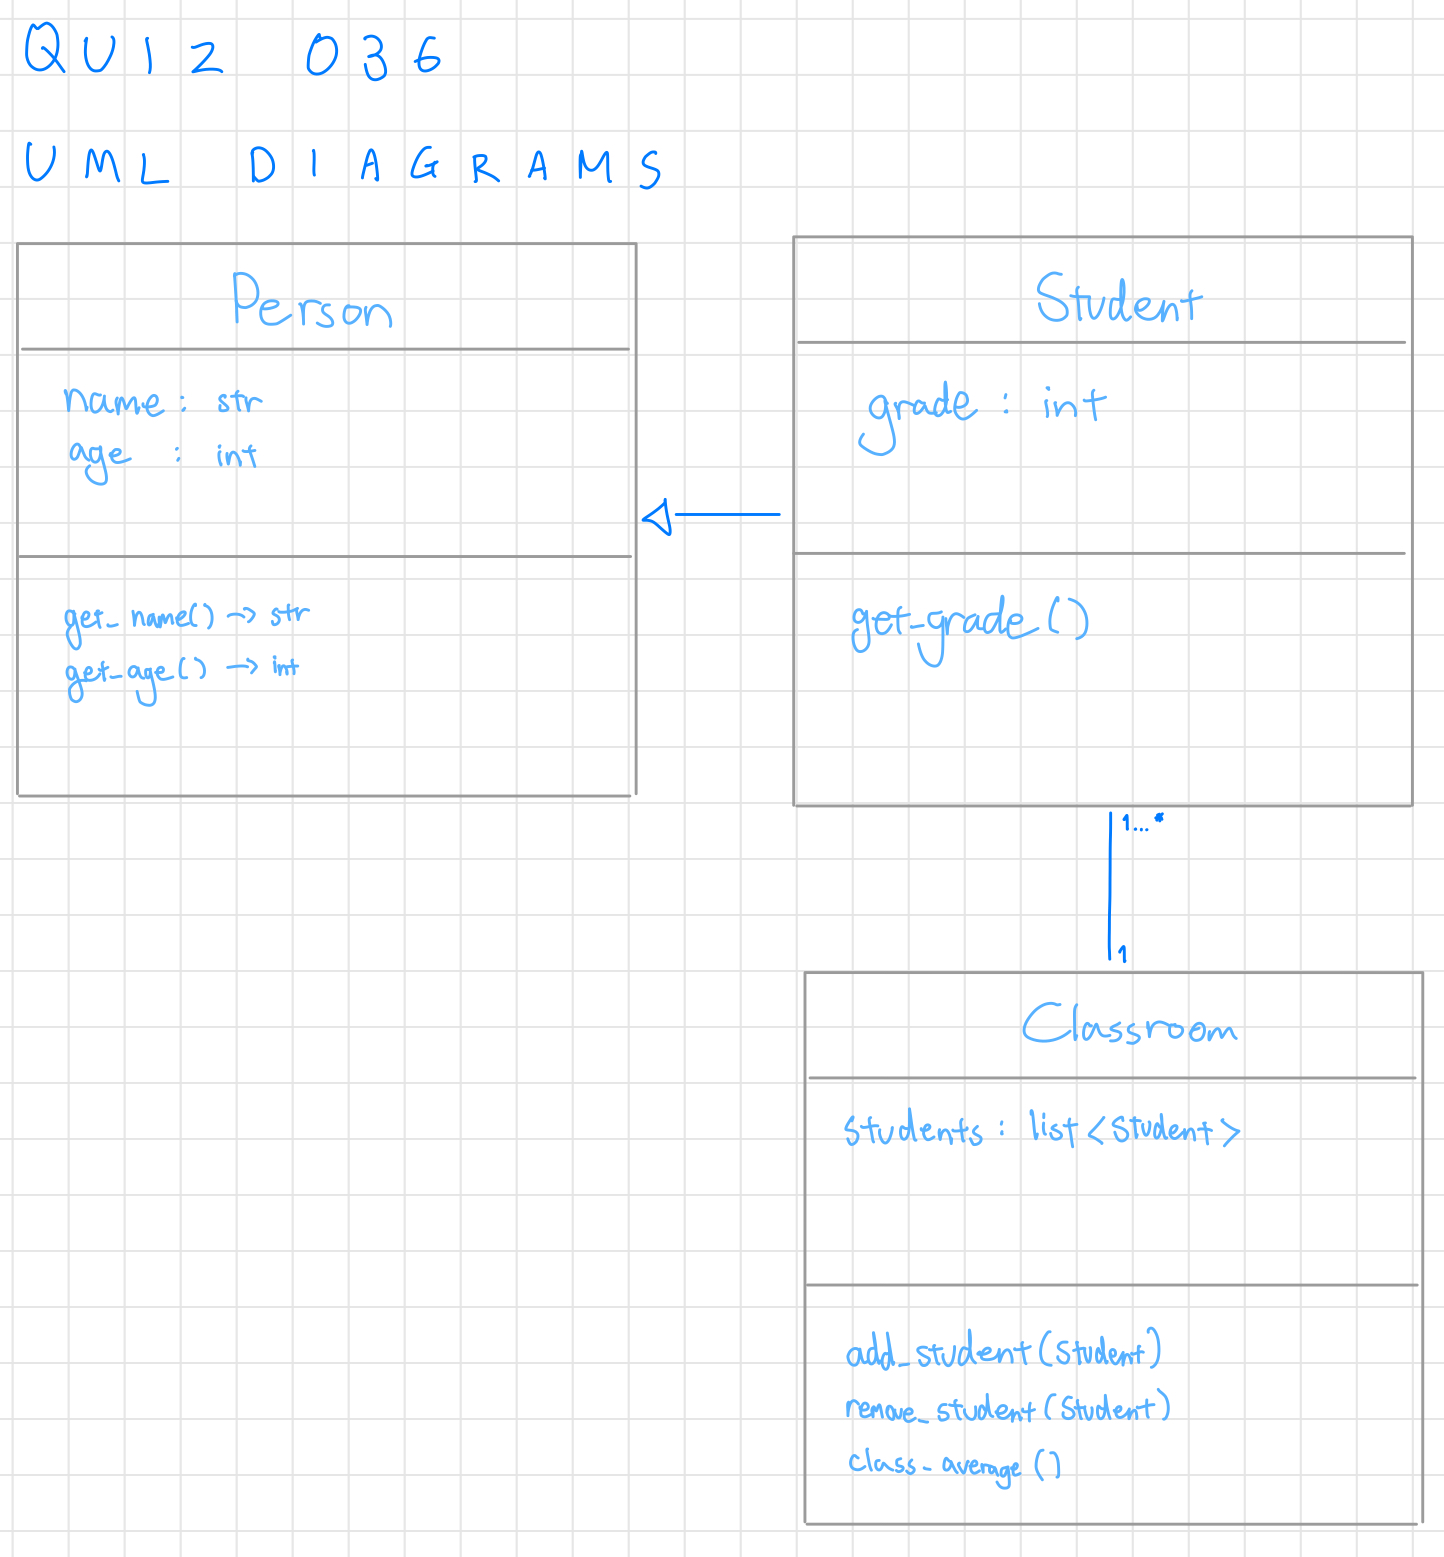 QUIZ 036
UML DIAGRAMS
Person
name : str
age : int
get_name() → str
get_age() → int
Student
grade : int
get_grade()
1...*
1
Classroom
students : list <Student>
add_student (Student)
remove_student (Student)
class_average ()